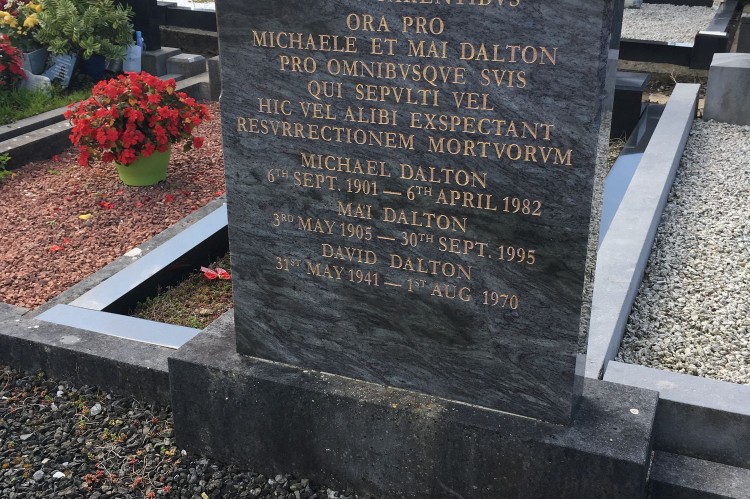 ORA PRO
MICHAELE ET MAI DALTON
PRO OMNIBVSQVE SVIS
QVI SEPVLTI VEL
HIC VEL ALIBI EXSPECTANT
RESVRRECTIONEM MORTVORVM
MICHAEL DALTON
6TH SEPT. 1901 — 6TH APRIL 1982
MAI DALTON
3RD MAY 1905 — 30TH SEPT. 1995
DAVID DALTON
31ST MAY 1941 — 1ST AUG 1970